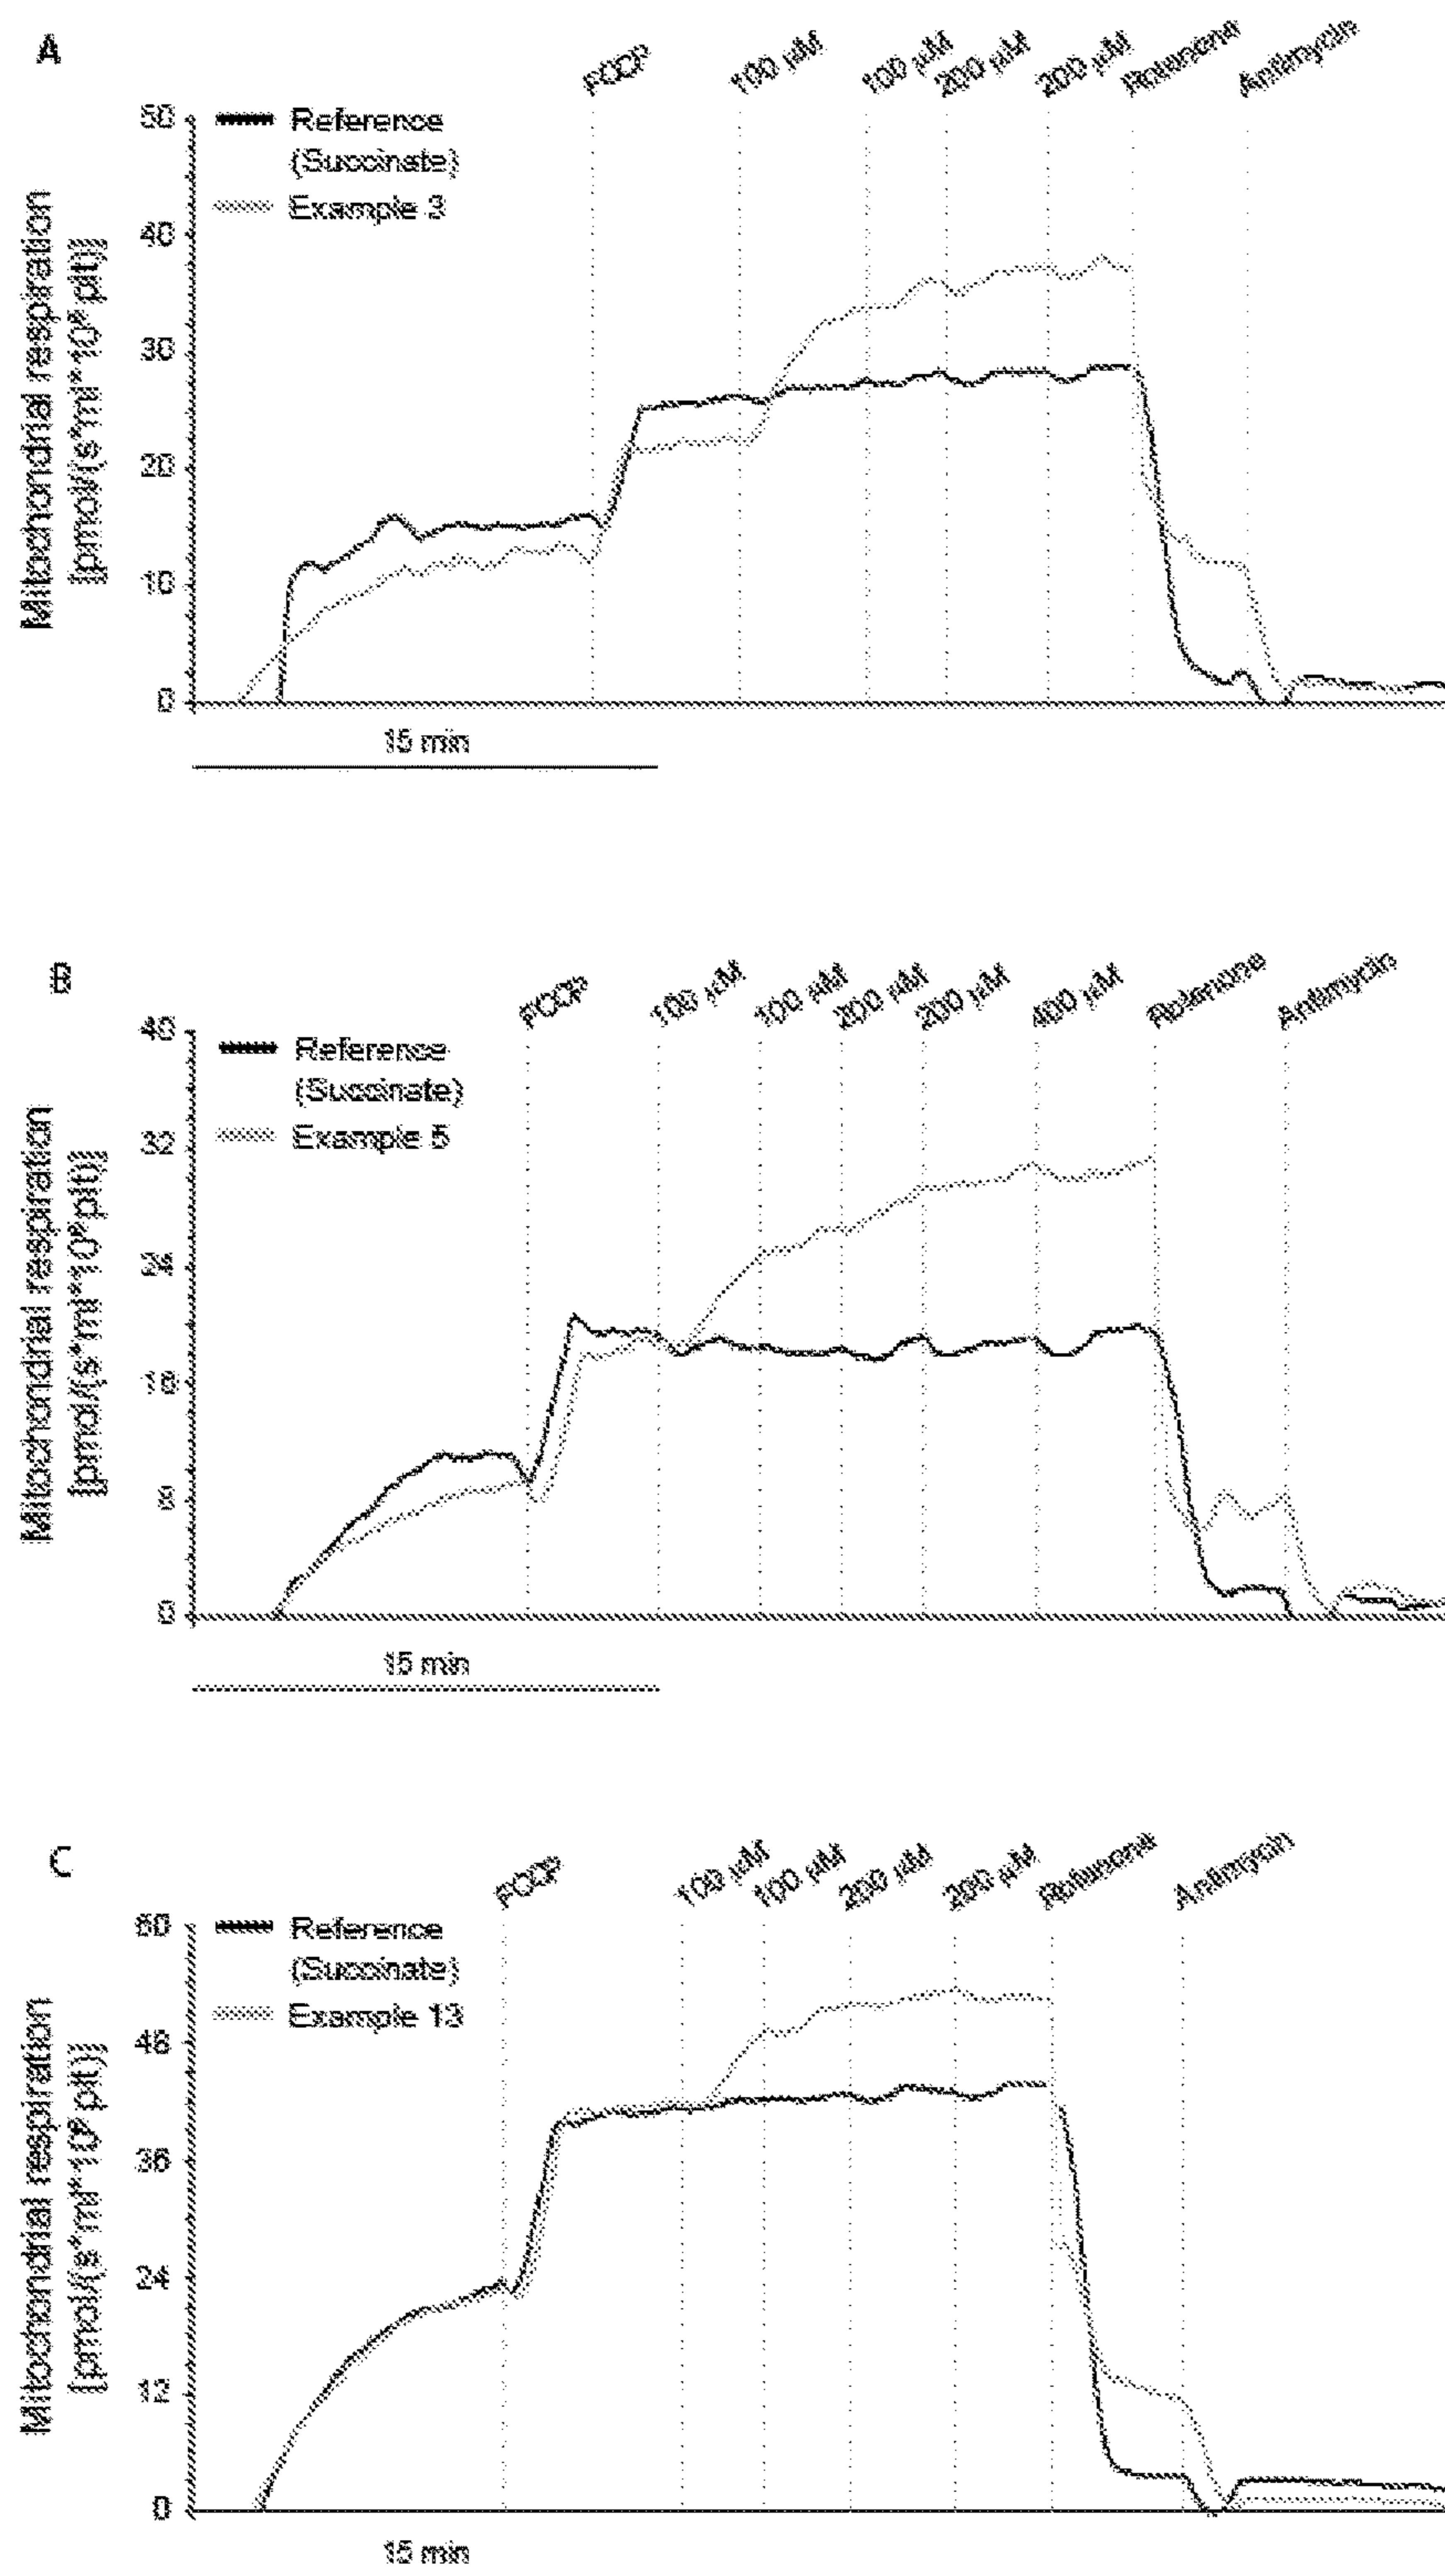 A
FCCP
100 µM
100 µM
200 µM
200 µM
Rotenone
Antimycin
50
40
30
20
10
0
Reference
(Succinate)
Example 3
Mitochondrial respiration
[pmol/(s*ml*10⁸ plt)]
15 min
B
FCCP
100 µM
100 µM
200 µM
200 µM
400 µM
Rotenone
Antimycin
40
32
24
16
8
0
Reference
(Succinate)
Example 5
Mitochondrial respiration
[pmol/(s*ml*10⁸ plt)]
15 min
C
FCCP
100 µM
100 µM
200 µM
200 µM
Rotenone
Antimycin
60
48
36
24
12
0
Reference
(Succinate)
Example 13
Mitochondrial respiration
[pmol/(s*ml*10⁸ plt)]
15 min